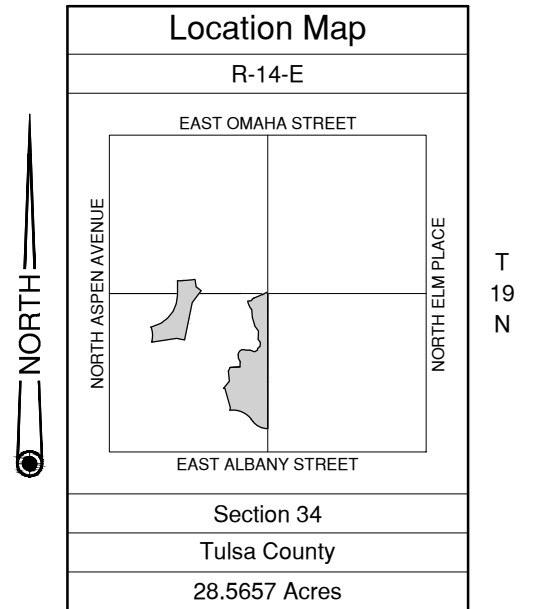 Location Map
R-14-E
EAST OMAHA STREET
NORTH ASPEN AVENUE
NORTH ELM PLACE
EAST ALBANY STREET
NORTH
T
19
N
Section 34
Tulsa County
28.5657 Acres